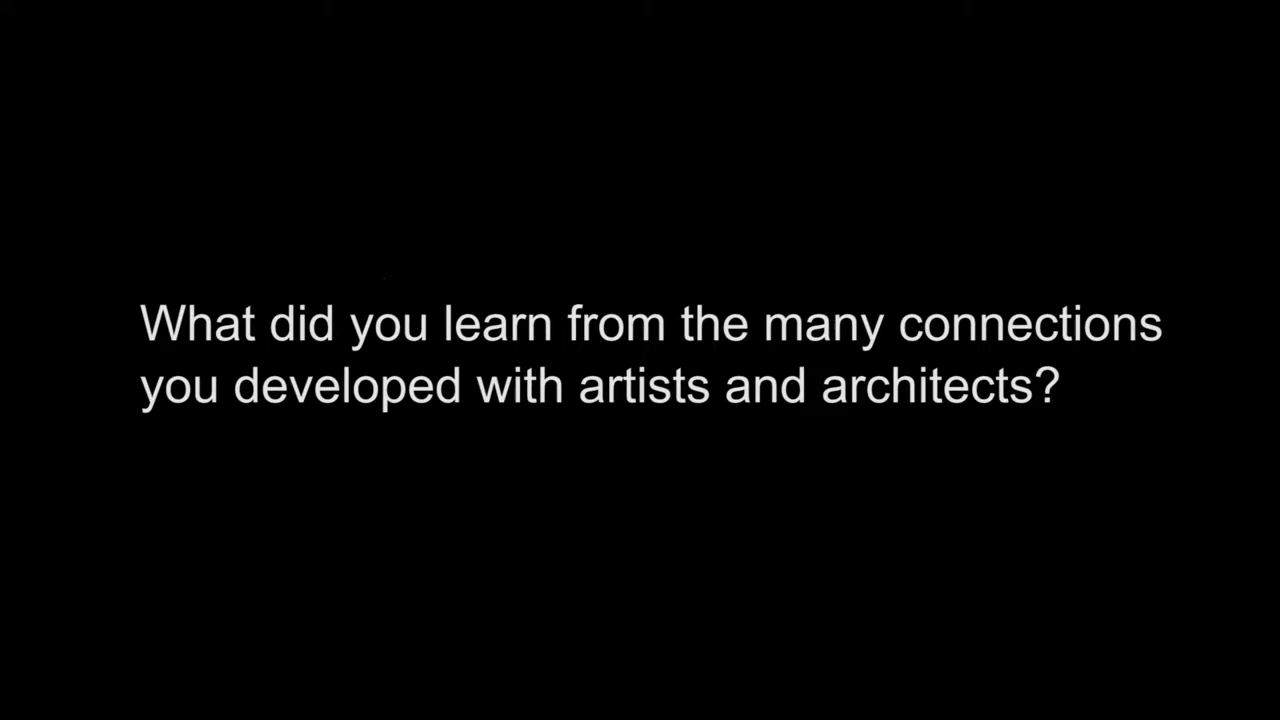 What did you learn from the many connections
you developed with artists and architects?